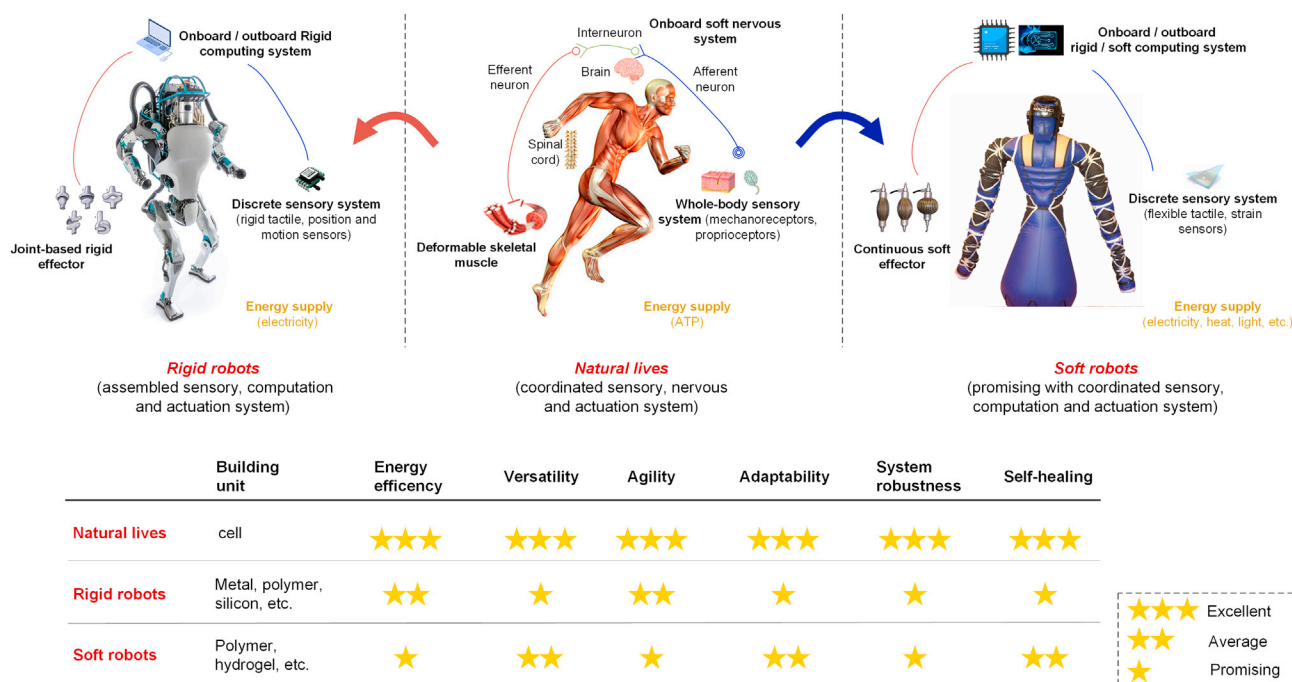 Onboard / outboard Rigid
computing system
Joint-based rigid
effector
Discrete sensory system
(rigid tactile, position and
motion sensors)
Energy supply
(electricity)
Onboard soft nervous
system
Interneuron
Efferent
neuron
Brain
Afferent
neuron
Spinal
cord)
Deformable skeletal
muscle
Whole-body sensory
system (mechanoreceptors,
proprioceptors)
Energy supply
(ATP)
Onboard / outboard
rigid / soft computing system
Continuous soft
effector
Discrete sensory system
(flexible tactile, strain
sensors)
Energy supply
(electricity, heat, light, etc.)
Rigid robots
(assembled sensory, computation
and actuation system)
Natural lives
(coordinated sensory, nervous
and actuation system)
Soft robots
(promising with coordinated sensory,
computation and actuation system)
Building
unit
Energy
efficency
Versatility
Agility
Adaptability
System
robustness
Self-healing
Natural lives
cell
Rigid robots
Metal, polymer,
silicon, etc.
Soft robots
Polymer,
hydrogel, etc.
Excellent
Average
Promising